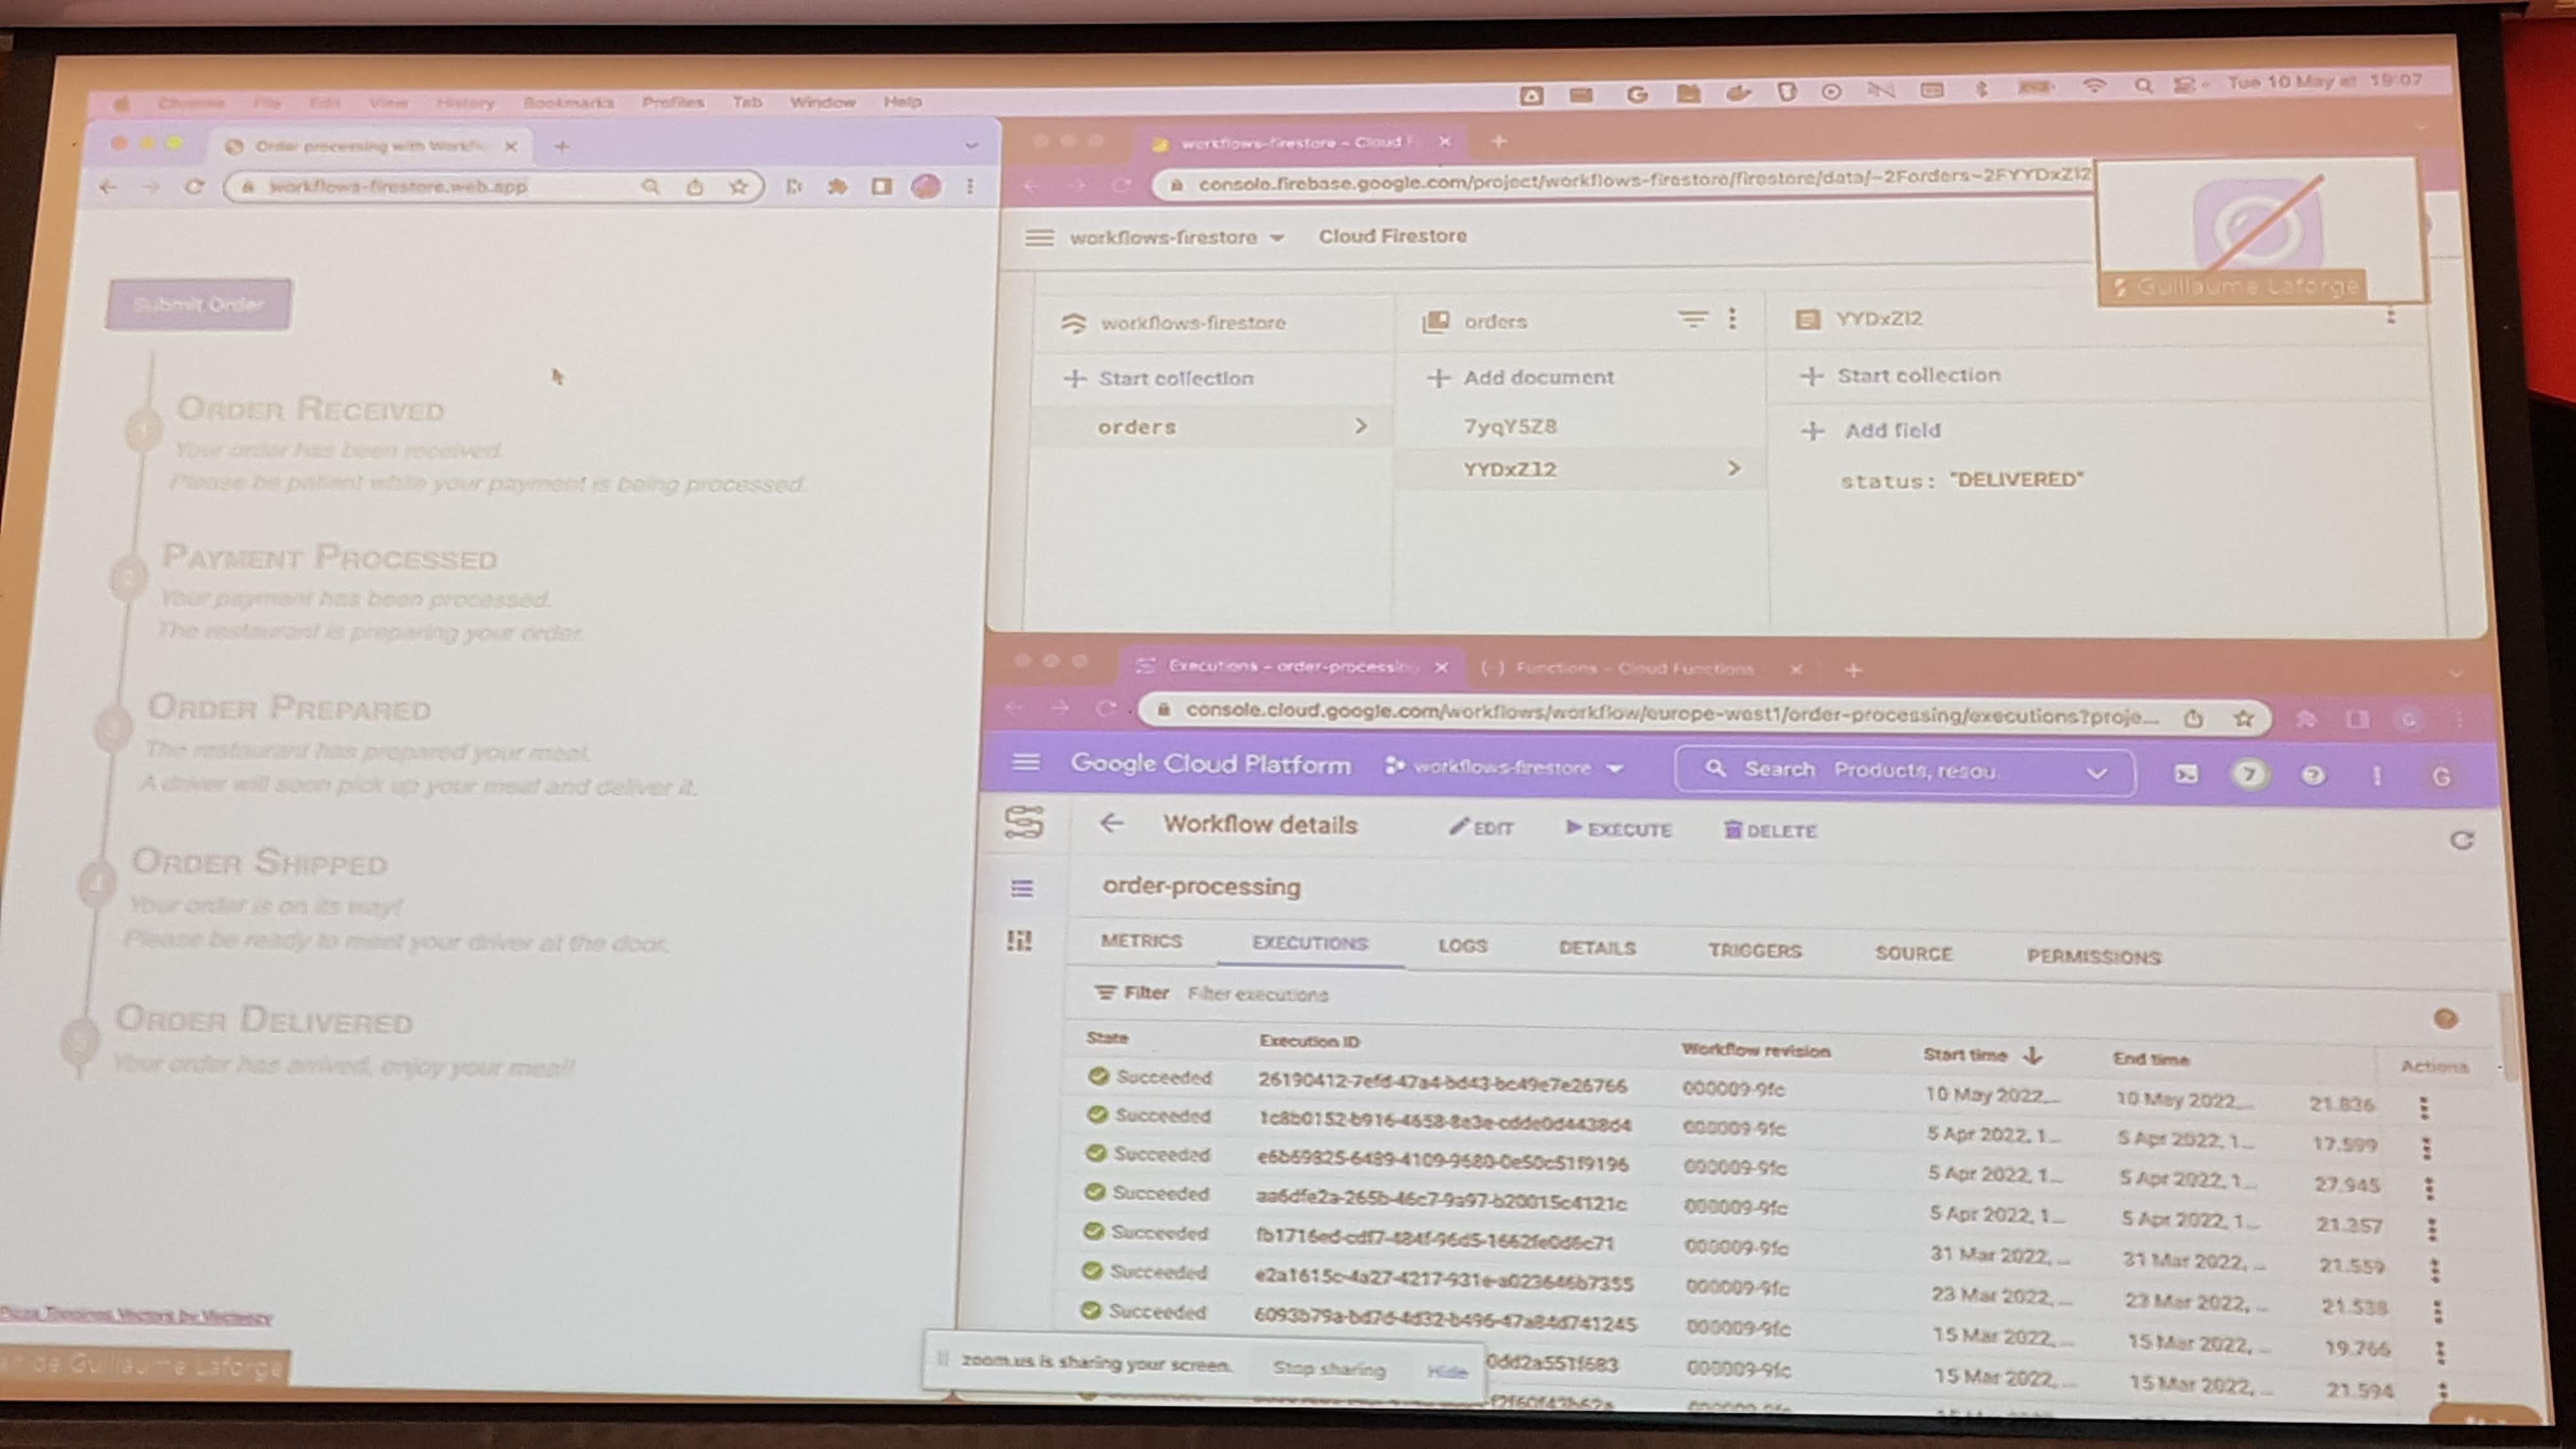 Chrome File Edit View History Bookmarks Profiles Tab Window Help
Tue 10 May at 19:07
Order processing with Workflo
workflows-firestore.web.app
Submit Order
1
ORDER RECEIVED
Your order has been received.
Please be patient while your payment is being processed.
2
PAYMENT PROCESSED
Your payment has been processed.
The restaurant is preparing your order.
3
ORDER PREPARED
The restaurant has prepared your meal.
A driver will soon pick up your meal and deliver it.
4
ORDER SHIPPED
Your order is on its way!
Please be ready to meet your driver at the door.
5
ORDER DELIVERED
Your order has arrived, enjoy your meal!
Pizza Toppings Vectors by Vecteezy
de Guillaume Laforge
workflows-firestore - Cloud F
console.firebase.google.com/project/workflows-firestore/firestore/data/~2Forders~2FYYDxZl2
Guillaume Laforge
workflows-firestore Cloud Firestore
workflows-firestore orders YYDxZl2
+ Start collection + Add document + Start collection
orders 7yqY5Z8 + Add field
YYDxZl2 status: "DELIVERED"
Executions - order-processing (...) Functions - Cloud Functions
console.cloud.google.com/workflows/workflow/europe-west1/order-processing/executions?proje...
Google Cloud Platform workflows-firestore Search Products, resou 7 ? G
Workflow details EDIT EXECUTE DELETE
order-processing
METRICS EXECUTIONS LOGS DETAILS TRIGGERS SOURCE PERMISSIONS
Filter Filter executions
State Execution ID Workflow revision Start time End time Actions
Succeeded 26190412-7efd-47a4-bd43-bc49e7e26766 000009-9fc 10 May 2022,... 10 May 2022,... 21.836
Succeeded 1c8b0152-b916-4658-8a3e-cdde0d4438d4 000009-9fc 5 Apr 2022, 1... 5 Apr 2022, 1... 17.599
Succeeded e6b69825-6489-4109-9680-0e50c51f9196 000009-9fc 5 Apr 2022, 1... 5 Apr 2022, 1... 27.945
Succeeded aa6dfe2a-265b-46c7-9a97-b20015c4121c 000009-9fc 5 Apr 2022, 1... 5 Apr 2022, 1... 21.357
Succeeded fb1716ed-cdf7-484f-96d5-1662fe0d6c71 000009-9fc 31 Mar 2022, ... 31 Mar 2022, ... 21.559
Succeeded e2a1615c-4a27-4217-931e-a023646b7355 000009-9fc 23 Mar 2022, ... 23 Mar 2022, ... 21.538
Succeeded 6093b79a-bd7d-4d32-b496-47a84d741245 000009-9fc 15 Mar 2022, ... 15 Mar 2022, ... 19.766
0dd2a551f683 000009-9fc 15 Mar 2022, ... 15 Mar 2022, ... 21.594
zoom.us is sharing your screen. Stop sharing Hide